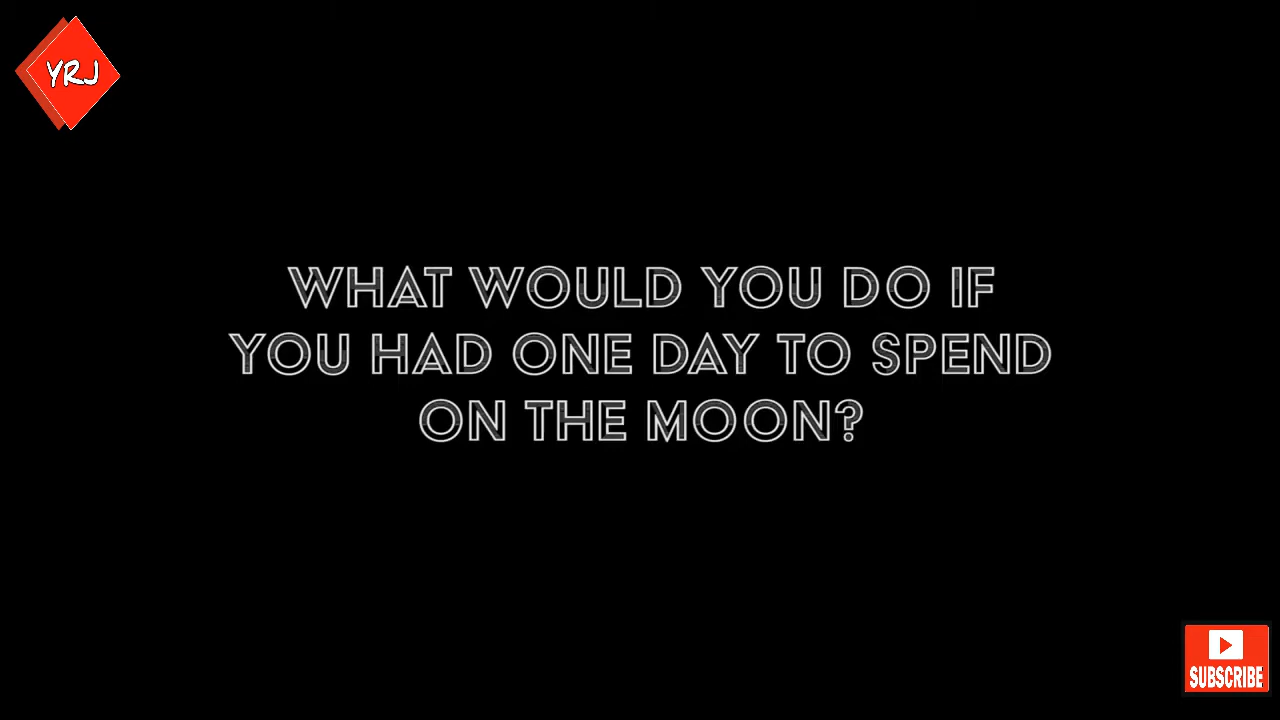 YRJ
WHAT WOULD YOU DO IF
YOU HAD ONE DAY TO SPEND
ON THE MOON?
SUBSCRIBE